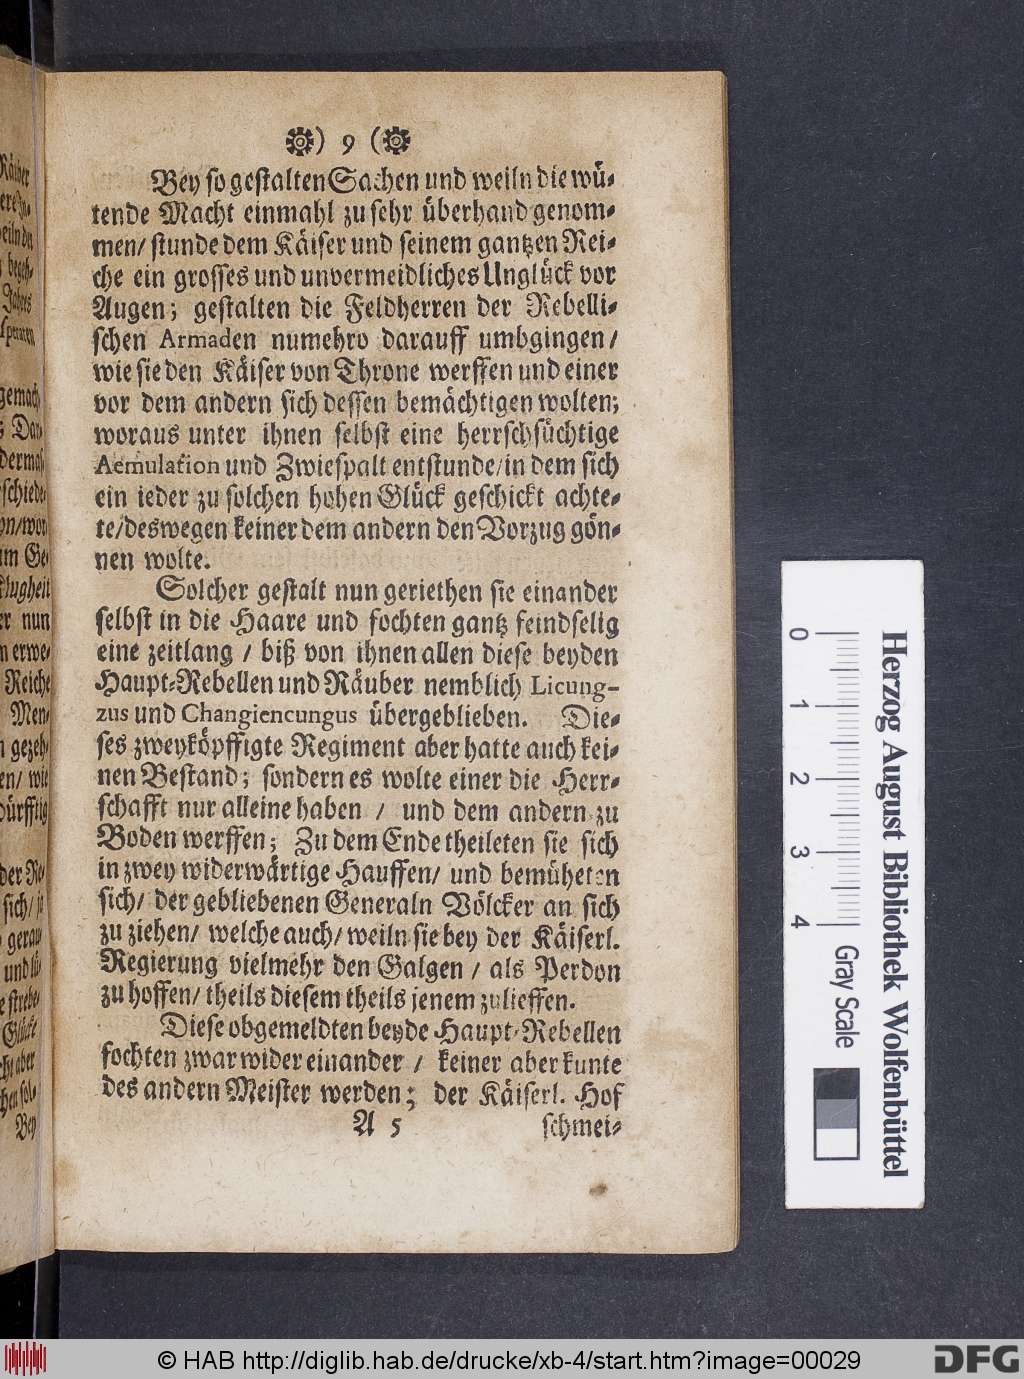 ) 9 (
Bey so gestalten Sachen und weiln die wü-
tende Macht einmahl zu sehr überhand genom-
men/ stunde dem Käiser und seinem gantzen Rei-
che ein grosses und unvermeidliches Unglück vor
Augen; gestalten die Feldherren der Rebelli-
schen Armaden numehro darauff umbgingen/
wie sie den Käiser von Throne werffen und einer
vor dem andern sich dessen bemächtigen wolten;
woraus unter ihnen selbst eine herrschsüchtige
Aemulation und Zwiespalt entstunde/ in dem sich
ein ieder zu solchen hohen Glück geschickt achte-
te/ deswegen keiner dem andern den Vorzug gön-
nen wolte.
Solcher gestalt nun geriethen sie einander
selbst in die Haare und fochten gantz feindselig
eine zeitlang / biß von ihnen allen diese beyden
Haupt-Rebellen und Räuber nemblich Licung-
zus und Changiencungus übergeblieben. Die-
ses zweyköpffigte Regiment aber hatte auch kei-
nen Bestand; sondern es wolte einer die Herr-
schafft nur alleine haben / und dem andern zu
Boden werffen; Zu dem Ende theileten sie sich
in zwey widerwärtige Hauffen/ und bemüheten
sich/ der gebliebenen Generaln Völcker an sich
zu ziehen/ welche auch/ weiln sie bey der Käiserl.
Regierung vielmehr den Galgen / als Perdon
zu hoffen/ theils diesem theils jenem zulieffen.
Diese obgemeldten beyde Haupt-Rebellen
fochten zwar wider einander / keiner aber kunte
des andern Meister werden; der Käiserl. Hof
A 5 schmei-
Herzog August Bibliothek Wolfenbüttel
0 1 2 3 4
Gray Scale
© HAB http://diglib.hab.de/drucke/xb-4/start.htm?image=00029
DFG